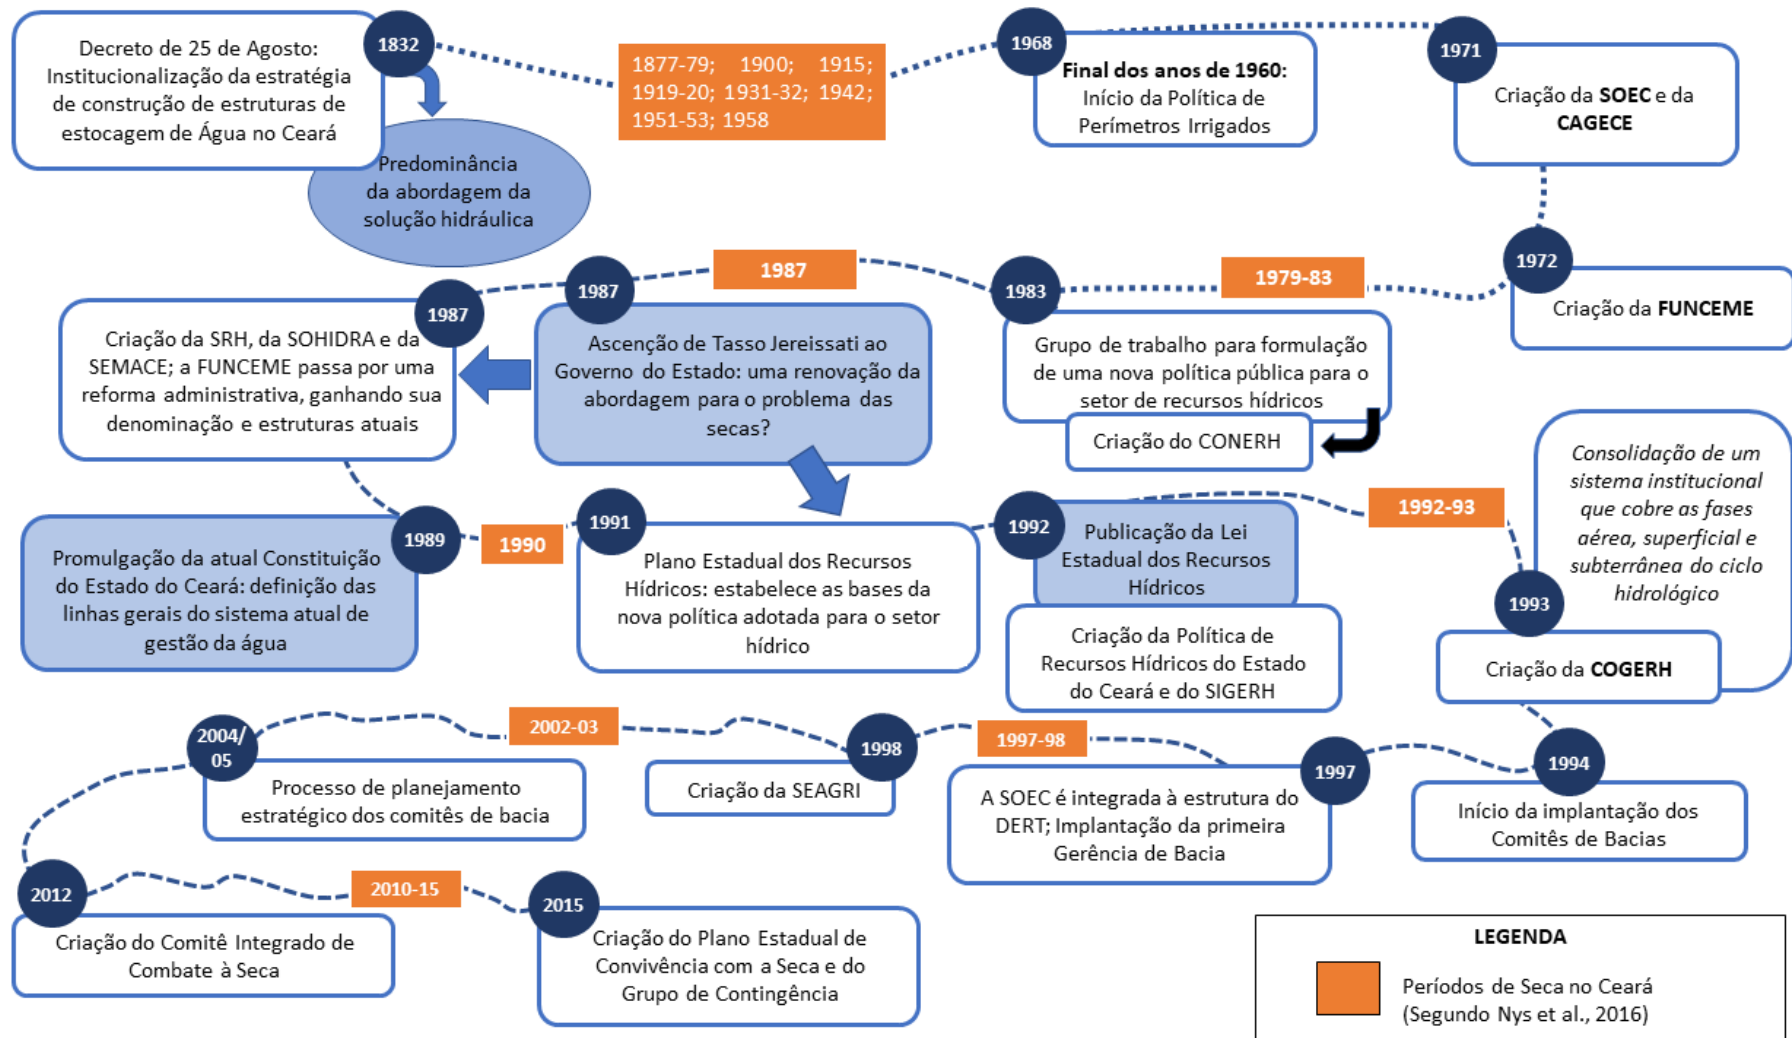 1832
Decreto de 25 de Agosto:
Institucionalização da estratégia
de construção de estruturas de
estocagem de Água no Ceará
Predominância
da abordagem da
solução hidráulica
1877-79; 1900; 1915;
1919-20; 1931-32; 1942;
1951-53; 1958
1968
Final dos anos de 1960:
Início da Política de
Perímetros Irrigados
1971
Criação da SOEC e da
CAGECE
1972
Criação da FUNCEME
1979-83
1983
Grupo de trabalho para formulação
de uma nova política pública para o
setor de recursos hídricos
Criação do CONERH
1987
1987
Ascenção de Tasso Jereissati ao
Governo do Estado: uma renovação da
abordagem para o problema das
secas?
1987
Criação da SRH, da SOHIDRA e da
SEMACE; a FUNCEME passa por uma
reforma administrativa, ganhando sua
denominação e estruturas atuais
1989
Promulgação da atual Constituição
do Estado do Ceará: definição das
linhas gerais do sistema atual de
gestão da água
1990
1991
Plano Estadual dos Recursos
Hídricos: estabelece as bases da
nova política adotada para o setor
hídrico
1992
Publicação da Lei
Estadual dos Recursos
Hídricos
Criação da Política de
Recursos Hídricos do Estado
do Ceará e do SIGERH
1992-93
Consolidação de um
sistema institucional
que cobre as fases
aérea, superficial e
subterrânea do ciclo
hidrológico
1993
Criação da COGERH
1994
Início da implantação dos
Comitês de Bacias
1997
A SOEC é integrada à estrutura do
DERT; Implantação da primeira
Gerência de Bacia
1997-98
1998
Criação da SEAGRI
2002-03
2004/
05
Processo de planejamento
estratégico dos comitês de bacia
2012
Criação do Comitê Integrado de
Combate à Seca
2010-15
2015
Criação do Plano Estadual de
Convivência com a Seca e do
Grupo de Contingência
LEGENDA
Períodos de Seca no Ceará
(Segundo Nys et al., 2016)